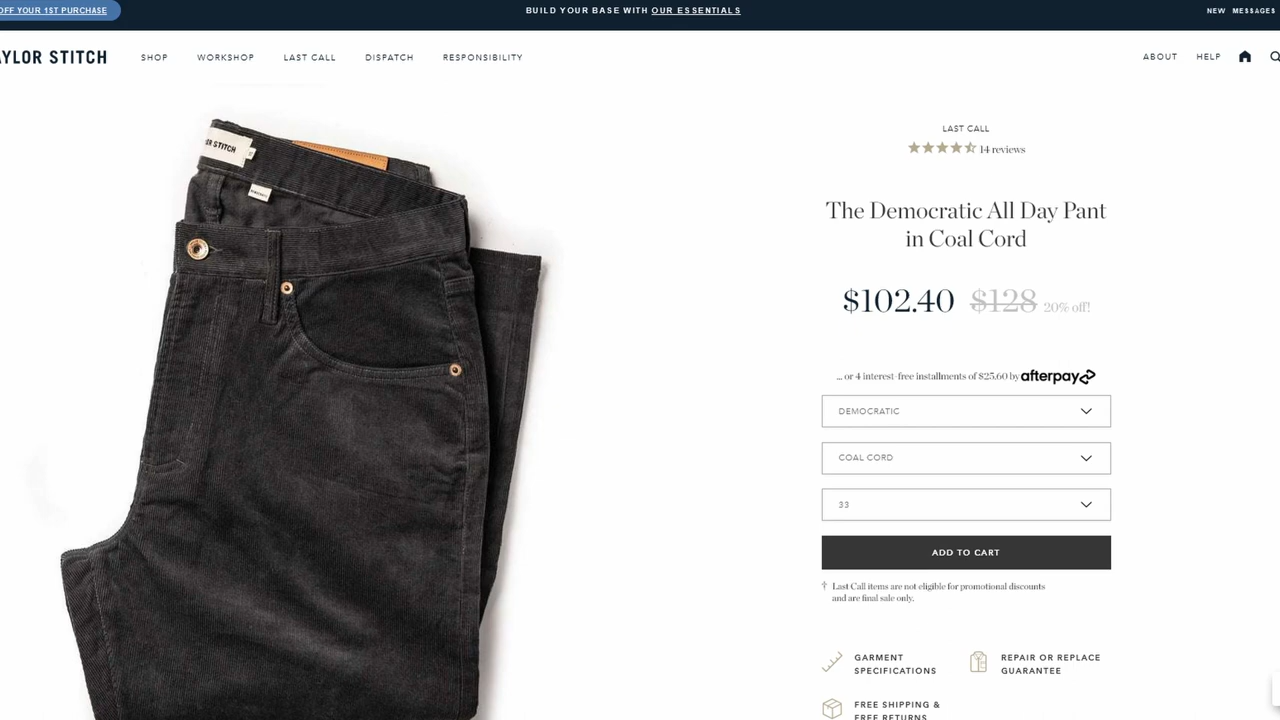 OFF YOUR 1ST PURCHASE
BUILD YOUR BASE WITH OUR ESSENTIALS
NEW MESSAGES
AYLOR STITCH
SHOP WORKSHOP LAST CALL DISPATCH RESPONSIBILITY
ABOUT HELP
OR STITCH
LAST CALL
14 reviews
The Democratic All Day Pant
in Coal Cord
$102.40 $128 20% off!
... or 4 interest-free installments of $25.60 by afterpay
DEMOCRATIC
COAL CORD
33
ADD TO CART
† Last Call items are not eligible for promotional discounts
and are final sale only.
GARMENT
SPECIFICATIONS
REPAIR OR REPLACE
GUARANTEE
FREE SHIPPING &
FREE RETURNS